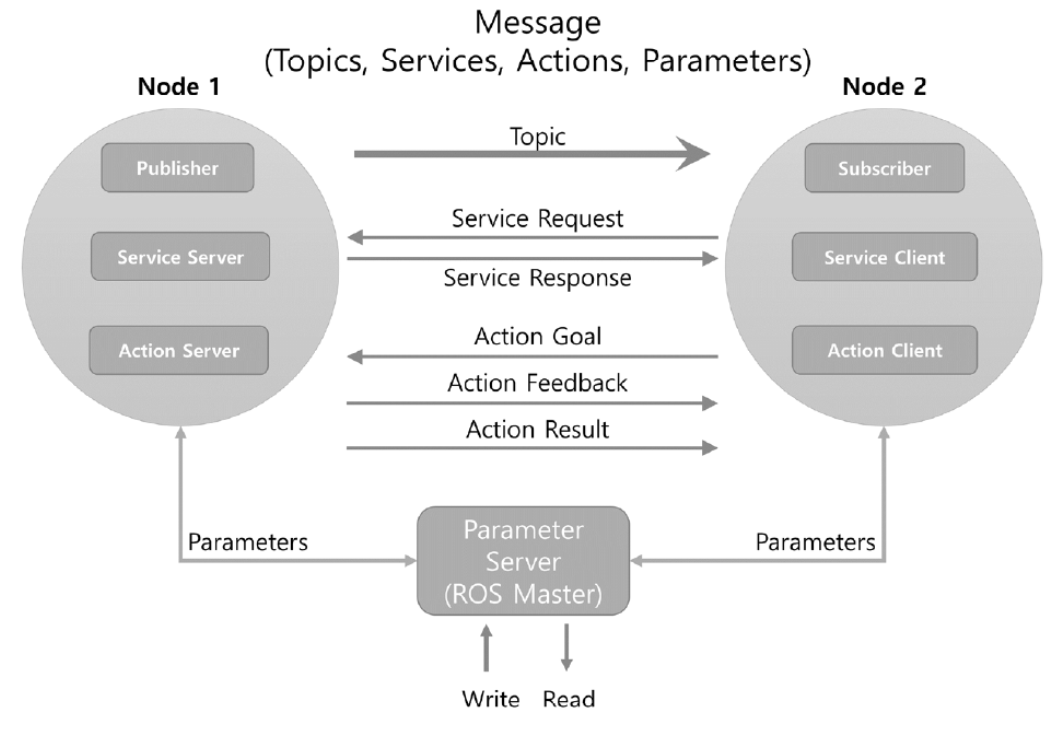 Message
(Topics, Services, Actions, Parameters)
Node 1
Node 2
Publisher
Topic
Subscriber
Service Request
Service Server
Service Client
Service Response
Action Goal
Action Server
Action Client
Action Feedback
Action Result
Parameters
Parameter
Server
(ROS Master)
Parameters
Write
Read